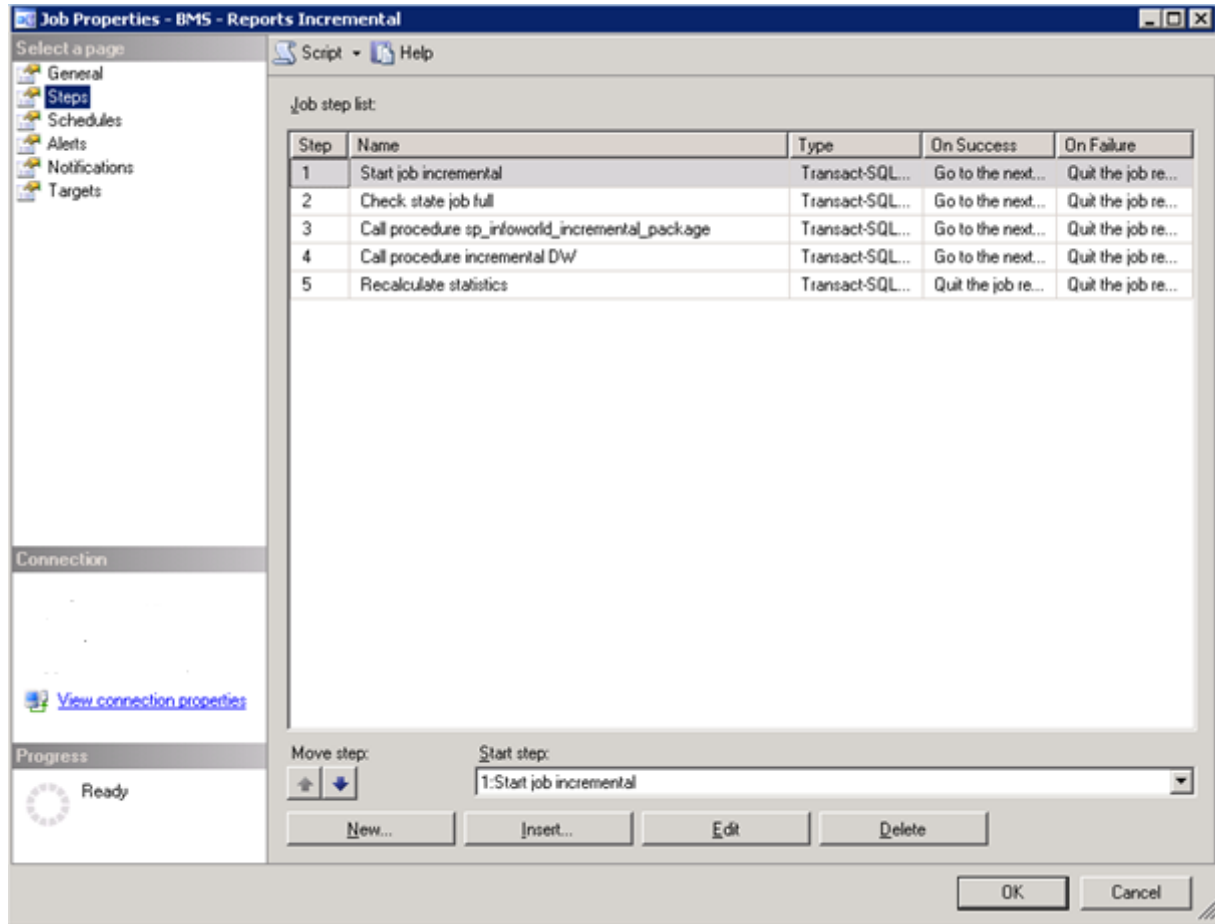 Job Properties - BMS - Reports Incremental
Select a page
General
Steps
Schedules
Alerts
Notifications
Targets
Script Help
Job step list:
Step Name Type On Success On Failure
1 Start job incremental Transact-SQL... Go to the next... Quit the job re...
2 Check state job full Transact-SQL... Go to the next... Quit the job re...
3 Call procedure sp_infoworld_incremental_package Transact-SQL... Go to the next... Quit the job re...
4 Call procedure incremental DW Transact-SQL... Go to the next... Quit the job re...
5 Recalculate statistics Transact-SQL... Quit the job re... Quit the job re...
Connection
View connection properties
Progress
Ready
Move step: Start step:
1:Start job incremental
New... Insert... Edit Delete
OK Cancel